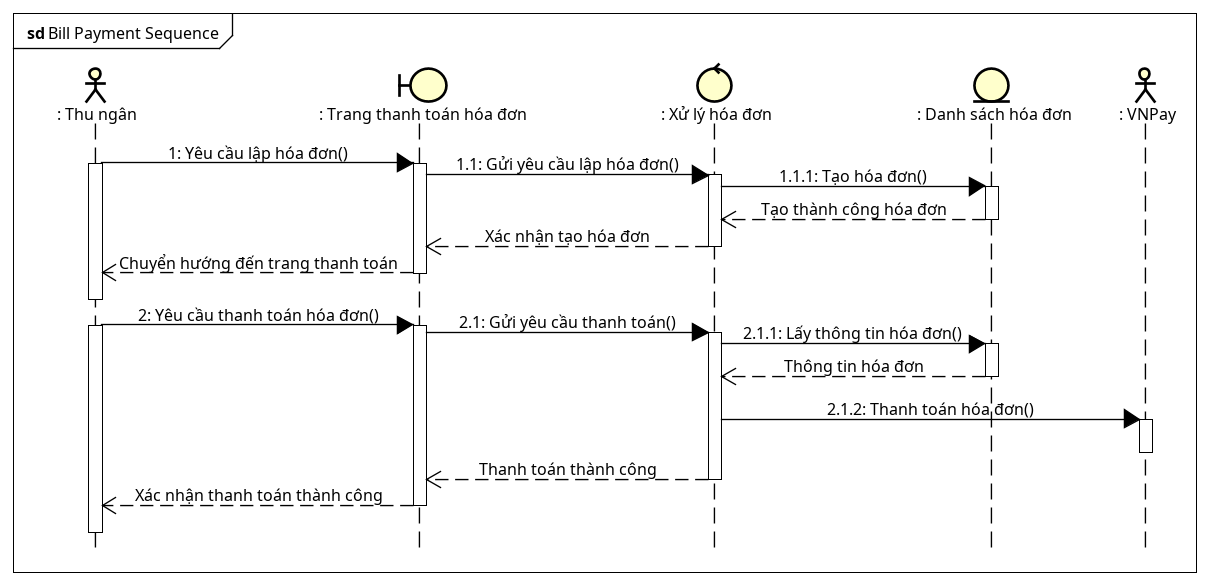 sd Bill Payment Sequence
: Thu ngân
: Trang thanh toán hóa đơn
: Xử lý hóa đơn
: Danh sách hóa đơn
: VNPay
1: Yêu cầu lập hóa đơn()
1.1: Gửi yêu cầu lập hóa đơn()
1.1.1: Tạo hóa đơn()
Tạo thành công hóa đơn
Xác nhận tạo hóa đơn
Chuyển hướng đến trang thanh toán
2: Yêu cầu thanh toán hóa đơn()
2.1: Gửi yêu cầu thanh toán()
2.1.1: Lấy thông tin hóa đơn()
Thông tin hóa đơn
2.1.2: Thanh toán hóa đơn()
Thanh toán thành công
Xác nhận thanh toán thành công